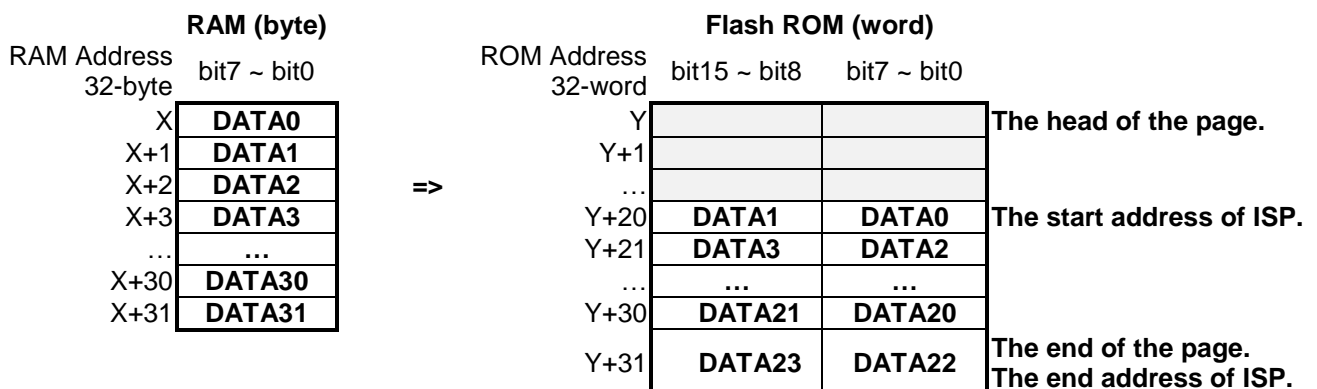 RAM (byte) Flash ROM (word)
RAM Address bit7 ~ bit0 ROM Address bit15 ~ bit8 bit7 ~ bit0
32-byte 32-word
X DATA0 Y The head of the page.
X+1 DATA1 Y+1
X+2 DATA2 => …
X+3 DATA3 Y+20 DATA1 DATA0 The start address of ISP.
… … Y+21 DATA3 DATA2
X+30 DATA30 … … …
X+31 DATA31 Y+30 DATA21 DATA20
Y+31 DATA23 DATA22 The end of the page.
The end address of ISP.